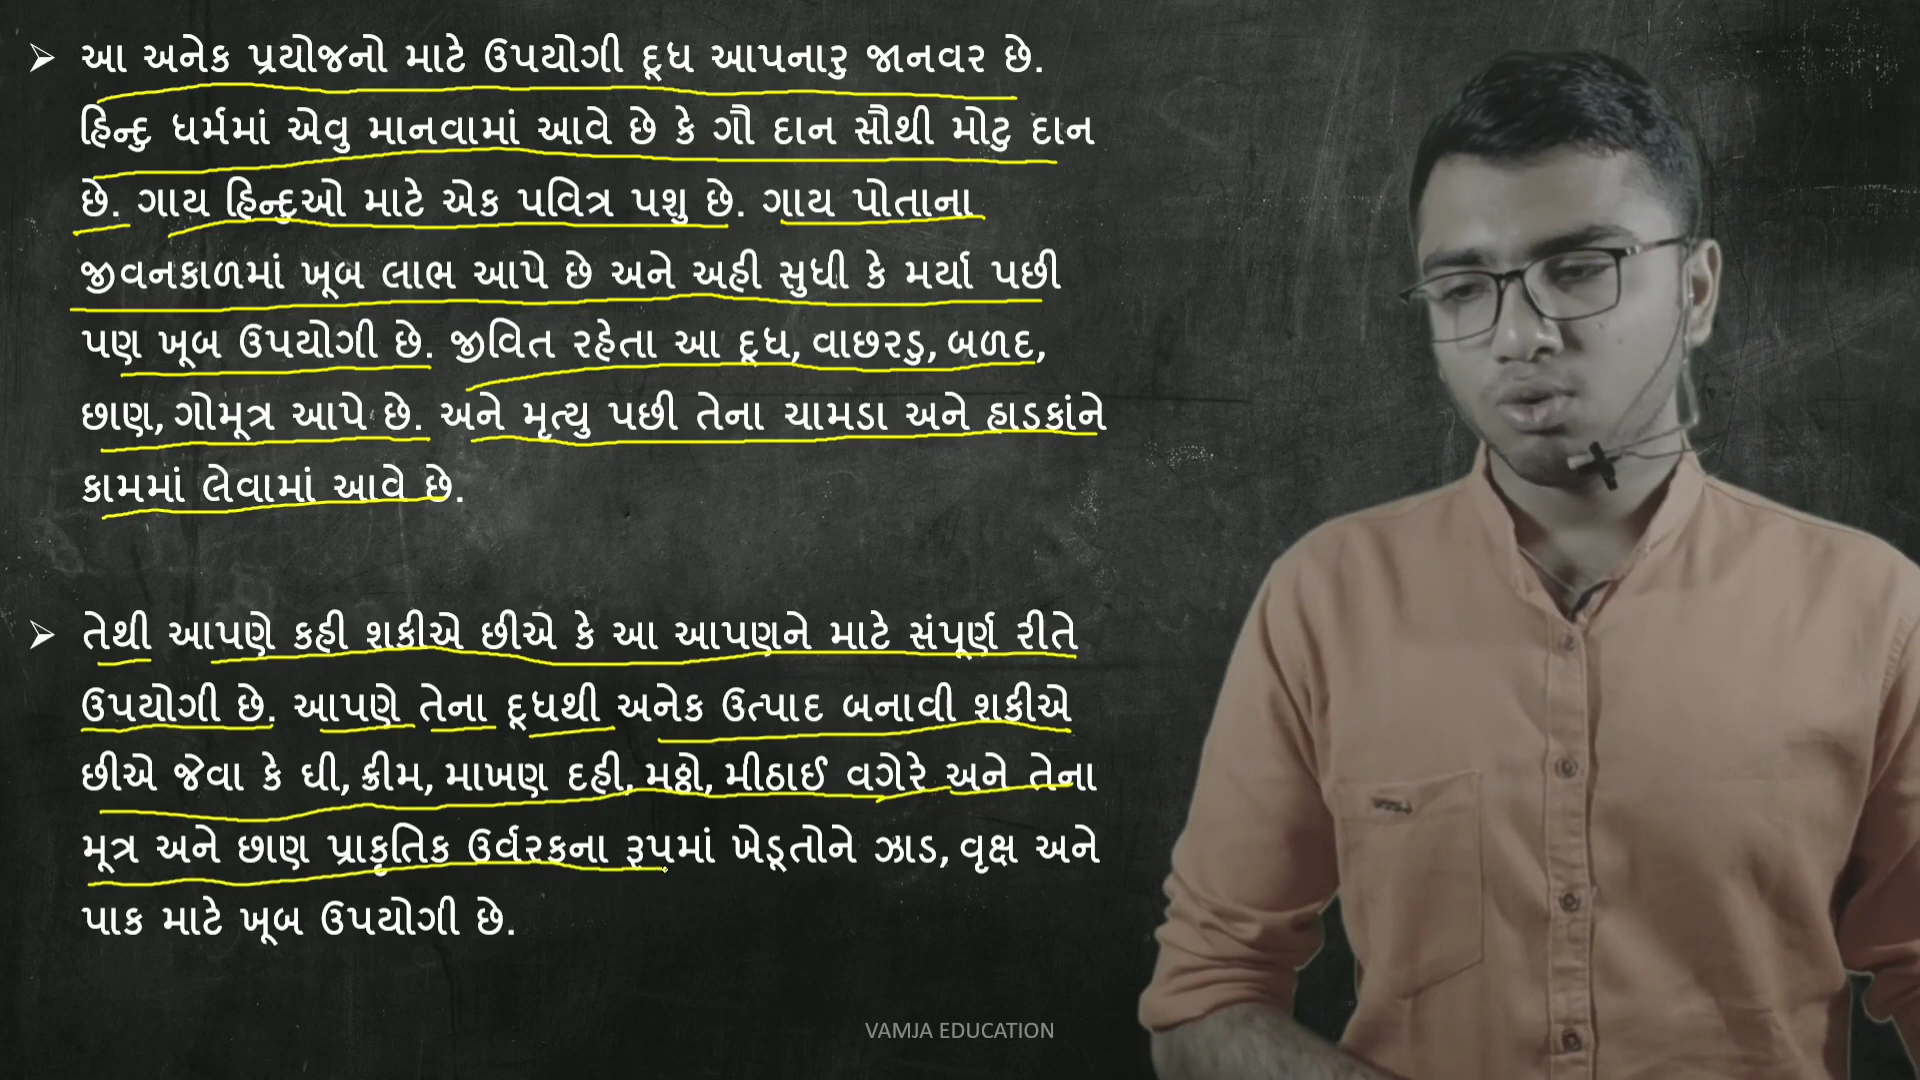 ➢ આ અનેક પ્રયોજનો માટે ઉપયોગી દૂધ આપનારુ જાનવર છે.
હિન્દુ ધર્મમાં એવુ માનવામાં આવે છે કે ગૌ દાન સૌથી મોટુ દાન
છે. ગાય હિન્દુઓ માટે એક પવિત્ર પશુ છે. ગાય પોતાના
જીવનકાળમાં ખૂબ લાભ આપે છે અને અહી સુધી કે મર્યા પછી
પણ ખૂબ ઉપયોગી છે. જીવિત રહેતા આ દૂધ, વાછરડુ, બળદ,
છાણ, ગોમૂત્ર આપે છે. અને મૃત્યુ પછી તેના ચામડા અને હાડકાંને
કામમાં લેવામાં આવે છે.
➢ તેથી આપણે કહી શકીએ છીએ કે આ આપણને માટે સંપૂર્ણ રીતે
ઉપયોગી છે. આપણે તેના દૂધથી અનેક ઉત્પાદ બનાવી શકીએ
છીએ જેવા કે ઘી, ક્રીમ, માખણ દહી, મઠ્ઠો, મીઠાઈ વગેરે અને તેના
મૂત્ર અને છાણ પ્રાકૃતિક ઉર્વરકના રૂપમાં ખેડૂતોને ઝાડ, વૃક્ષ અને
પાક માટે ખૂબ ઉપયોગી છે.
VAMJA EDUCATION